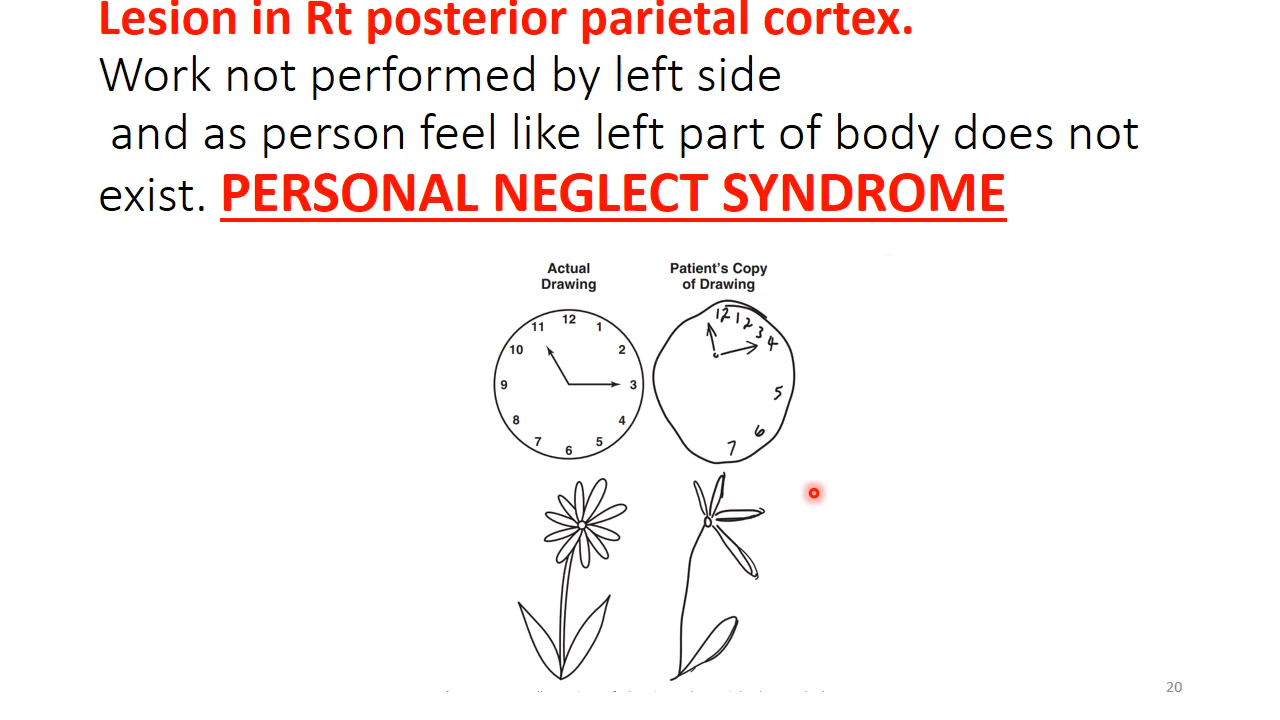 Lesion in Rt posterior parietal cortex.
Work not performed by left side
and as person feel like left part of body does not
exist. PERSONAL NEGLECT SYNDROME
Actual
Drawing
Patient's Copy
of Drawing
12
11 1
10 2
9 3
8 4
7 5
6
12 1 2 3 4
5
6
7
20